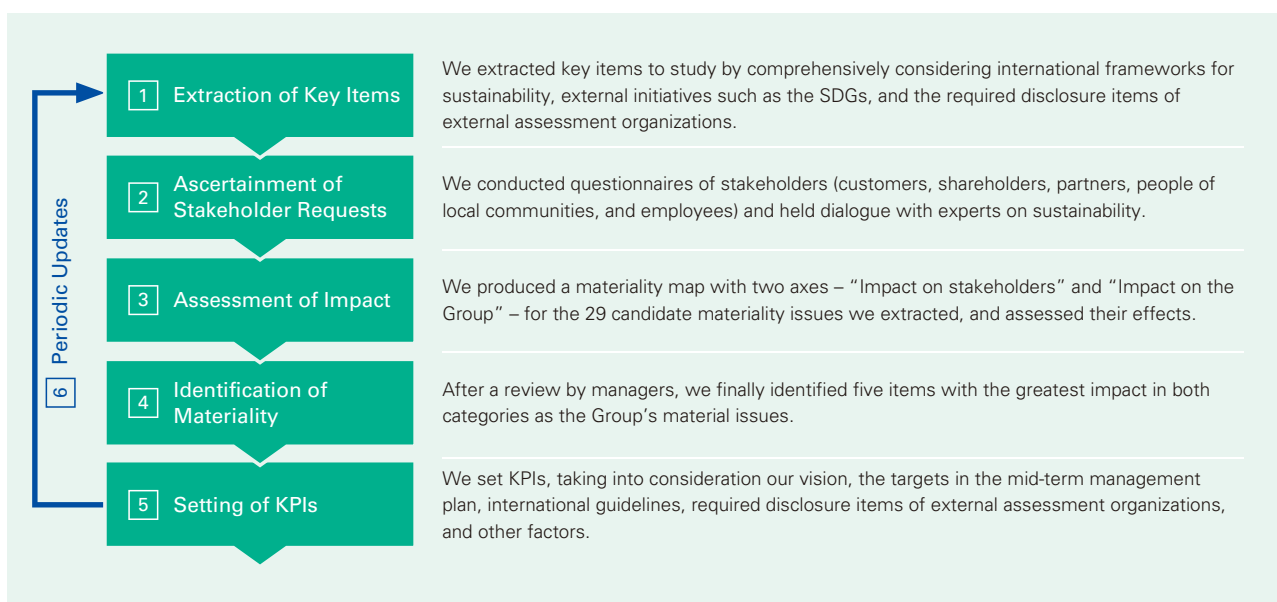 1 Extraction of Key Items
We extracted key items to study by comprehensively considering international frameworks for
sustainability, external initiatives such as the SDGs, and the required disclosure items of
external assessment organizations.
2 Ascertainment of
Stakeholder Requests
We conducted questionnaires of stakeholders (customers, shareholders, partners, people of
local communities, and employees) and held dialogue with experts on sustainability.
3 Assessment of Impact
We produced a materiality map with two axes – “Impact on stakeholders” and “Impact on the
Group” – for the 29 candidate materiality issues we extracted, and assessed their effects.
4 Identification of
Materiality
After a review by managers, we finally identified five items with the greatest impact in both
categories as the Group’s material issues.
5 Setting of KPIs
We set KPIs, taking into consideration our vision, the targets in the mid-term management
plan, international guidelines, required disclosure items of external assessment organizations,
and other factors.
6 Periodic Updates